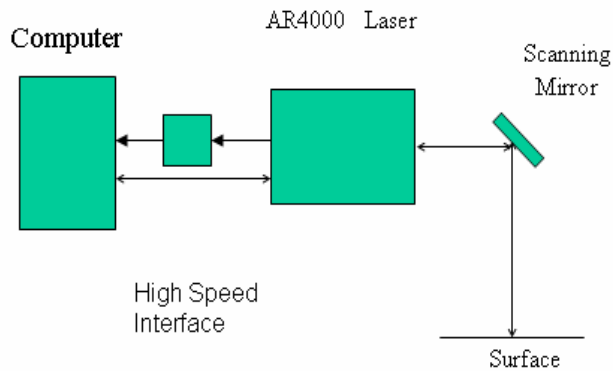 AR4000 Laser
Computer
Scanning
Mirror
High Speed
Interface
Surface